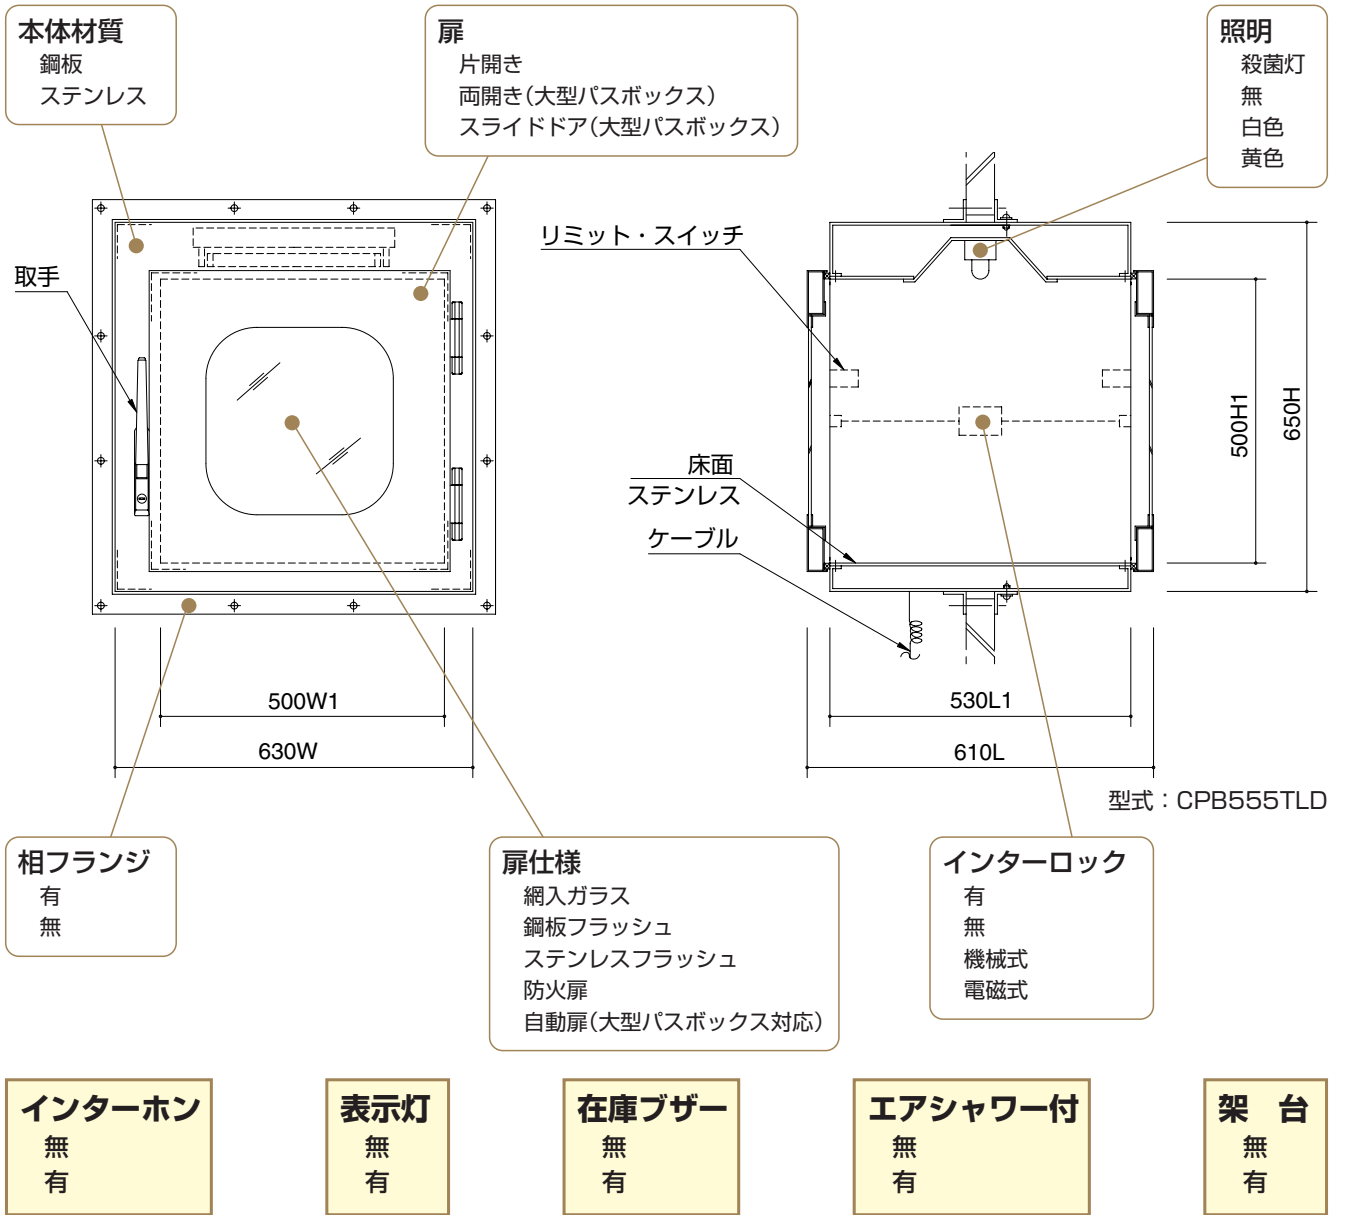 本体材質
鋼板
ステンレス
扉
片開き
両開き(大型パスボックス)
スライドドア(大型パスボックス)
照明
殺菌灯
無
白色
黄色
取手
リミット・スイッチ
床面
ステンレス
ケーブル
500H1
650H
500W1
630W
530L1
610L
型式：CPB555TLD
相フランジ
有
無
扉仕様
網入ガラス
鋼板フラッシュ
ステンレスフラッシュ
防火扉
自動扉(大型パスボックス対応)
インターロック
有
無
機械式
電磁式
インターホン
無
有
表示灯
無
有
在庫ブザー
無
有
エアシャワー付
無
有
架　台
無
有